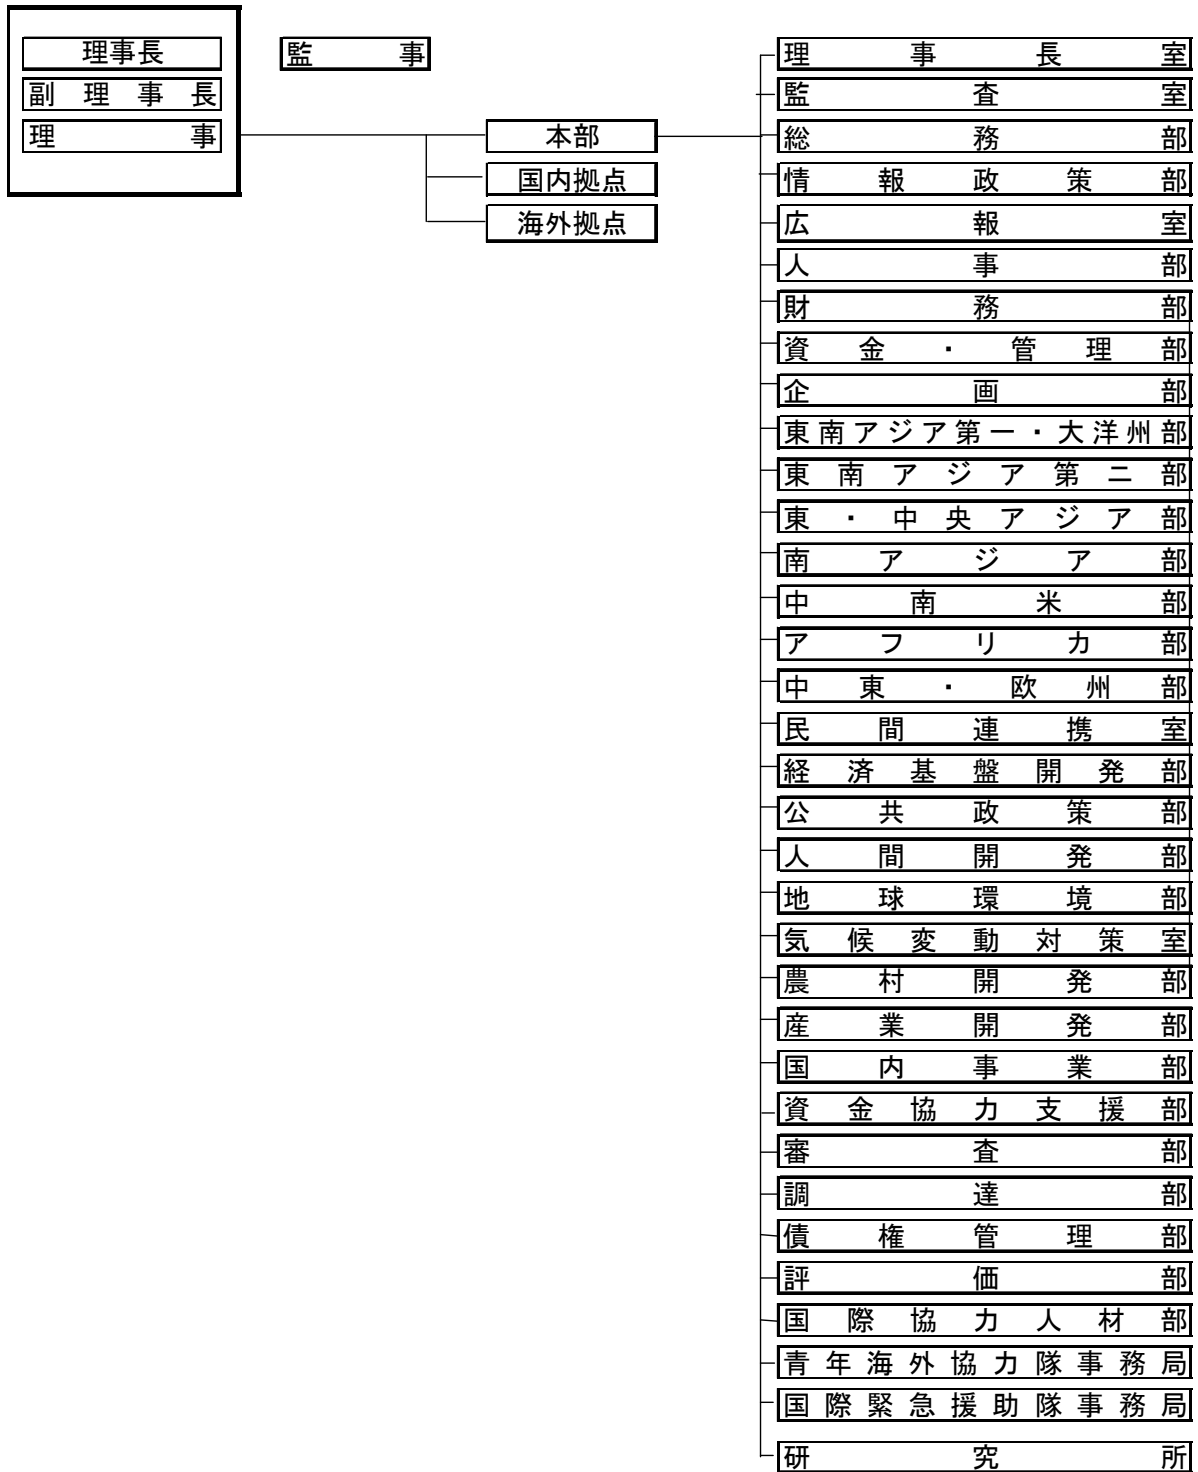 理事長
副理事長
理事
監事
本部
国内拠点
海外拠点
理事長室
監査室
総務部
情報政策部
広報室
人事部
財務部
資金・管理部
企画部
東南アジア第一・大洋州部
東南アジア第二部
東・中央アジア部
南アジア部
中南米部
アフリカ部
中東・欧州部
民間連携室
経済基盤開発部
公共政策部
人間開発部
地球環境部
気候変動対策室
農村開発部
産業開発部
国内事業部
資金協力支援部
審査部
調達部
債権管理部
評価部
国際協力人材部
青年海外協力隊事務局
国際緊急援助隊事務局
研究所